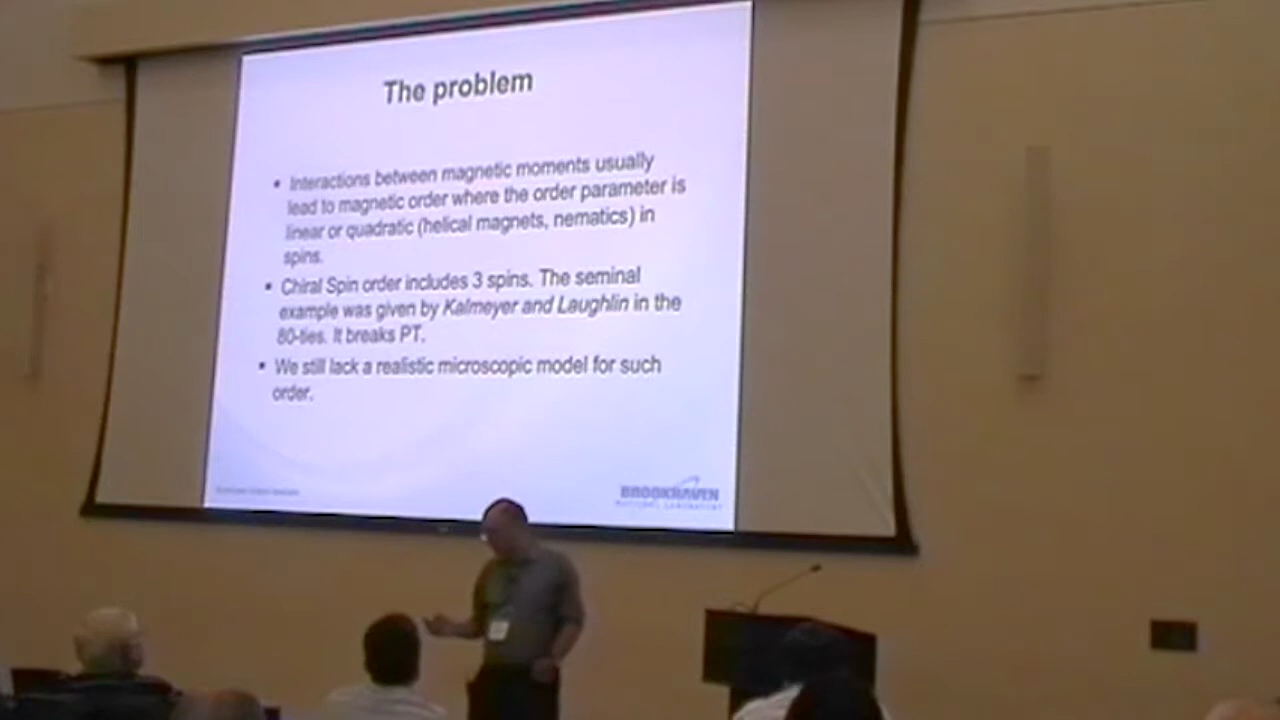 The problem
• Interactions between magnetic moments usually
lead to magnetic order where the order parameter is
linear or quadratic (helical magnets, nematics) in
spins.
• Chiral Spin order includes 3 spins. The seminal
example was given by Kalmeyer and Laughlin in the
80-ties. It breaks PT.
• We still lack a realistic microscopic model for such
order.
BROOKHAVEN
NATIONAL LABORATORY